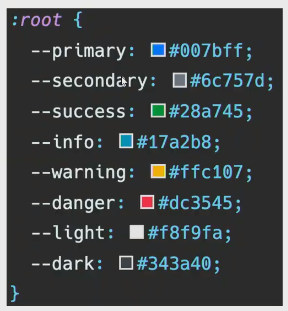 :root {
--primary: #007bff;
--secondary: #6c757d;
--success: #28a745;
--info: #17a2b8;
--warning: #ffc107;
--danger: #dc3545;
--light: #f8f9fa;
--dark: #343a40;
}